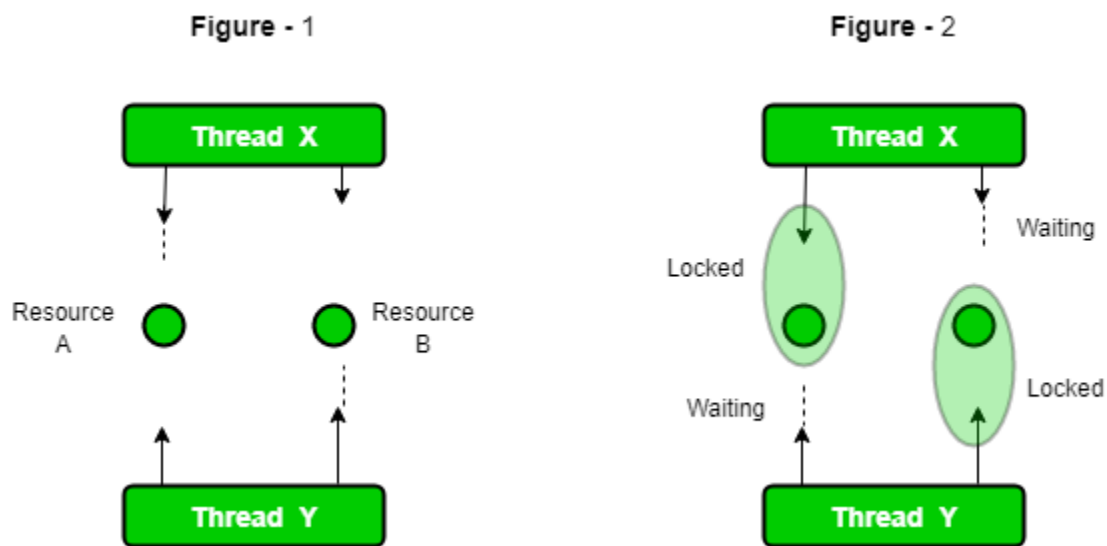 Figure - 1
Thread X
Resource
A
Resource
B
Thread Y
Figure - 2
Thread X
Waiting
Locked
Waiting
Locked
Thread Y